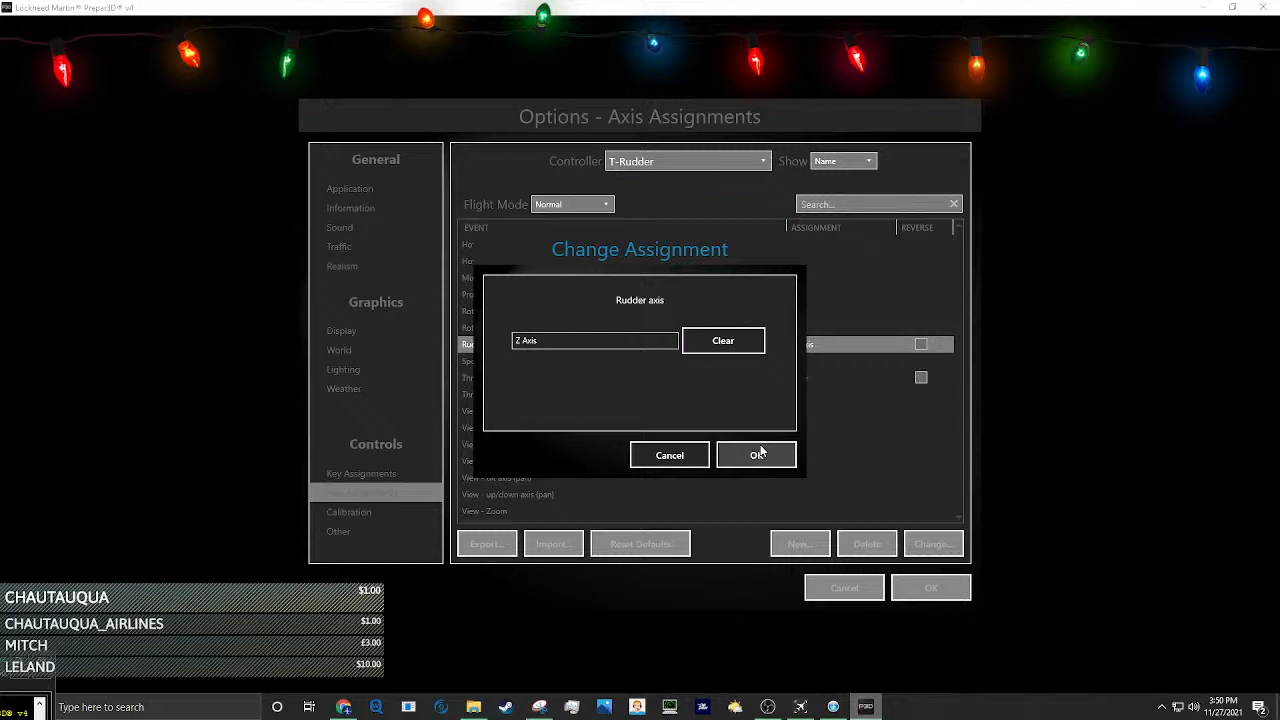 Lockheed Martin® Prepar3D® v4
Options - Axis Assignments
General
Application
Information
Sound
Traffic
Realism
Graphics
Display
World
Lighting
Weather
Controls
Key Assignments
Calibration
Other
Controller T-Rudder Show Name
Flight Mode Normal Search...
EVENT ASSIGNMENT REVERSE
Change Assignment
Rudder axis
Z Axis Clear
Cancel OK
View - up/down axis (pan)
View - Zoom
Export... Import... Reset Defaults New... Delete Change...
Cancel OK
CHAUTAUQUA $1.00
CHAUTAUQUA_AIRLINES $1.00
MITCH £3.00
LELAND $10.00
Type here to search
P3D
3:50 PM
11/27/2021